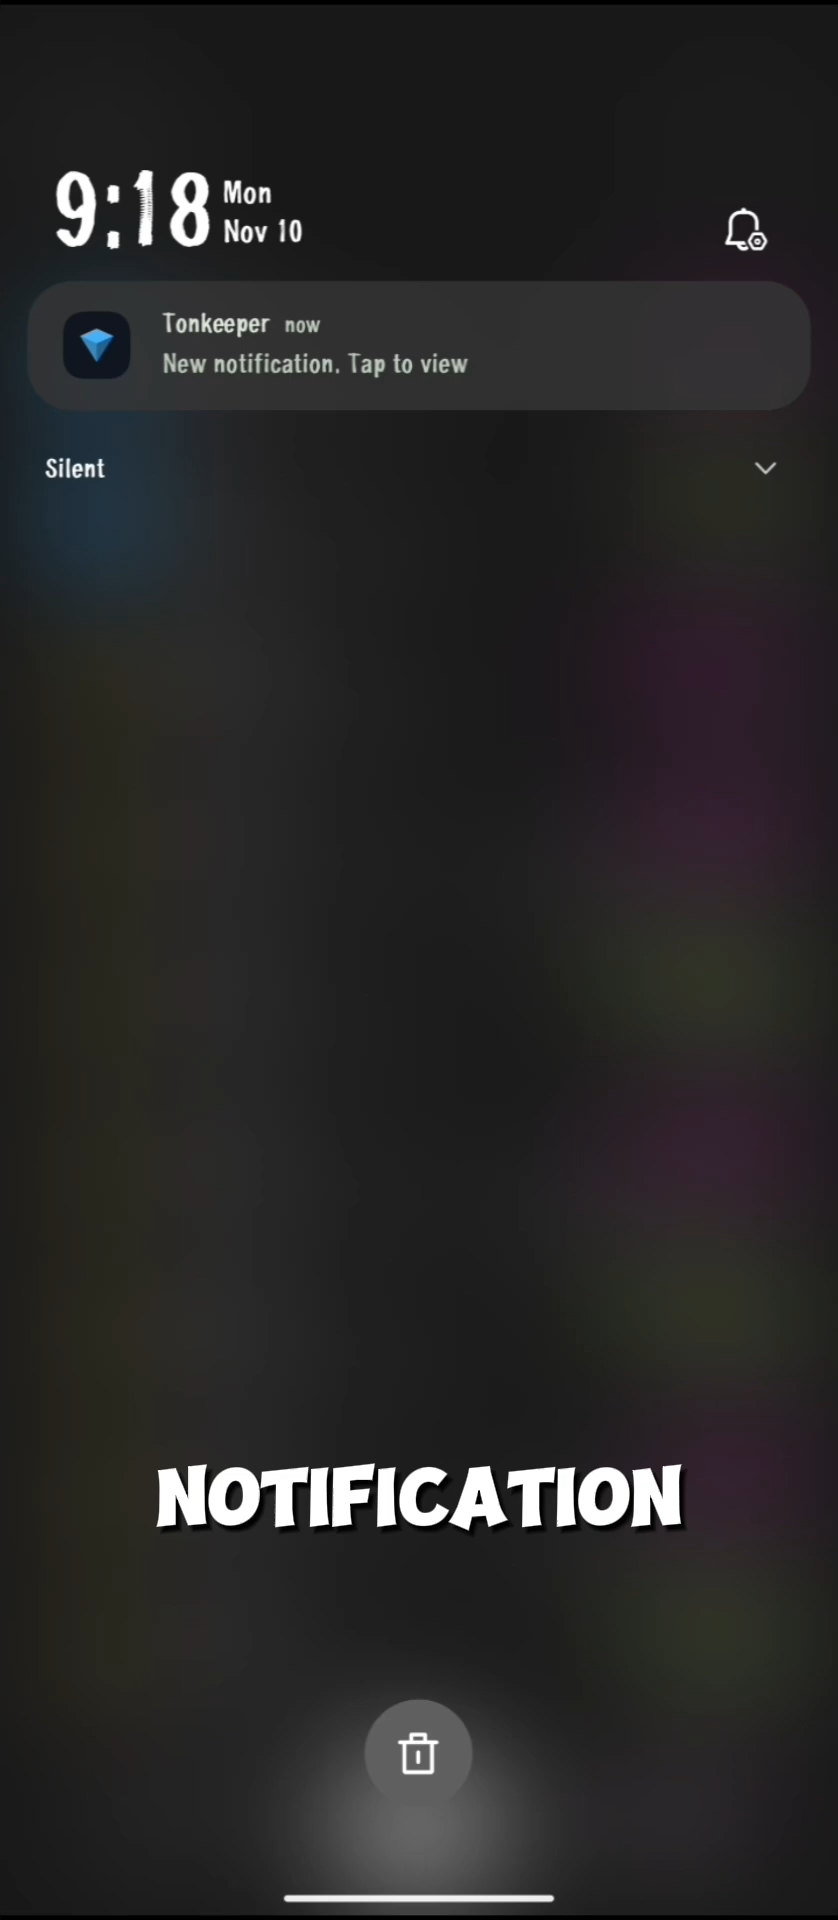 9:18
Mon
Nov 10
Tonkeeper now
New notification. Tap to view
Silent
NOTIFICATION